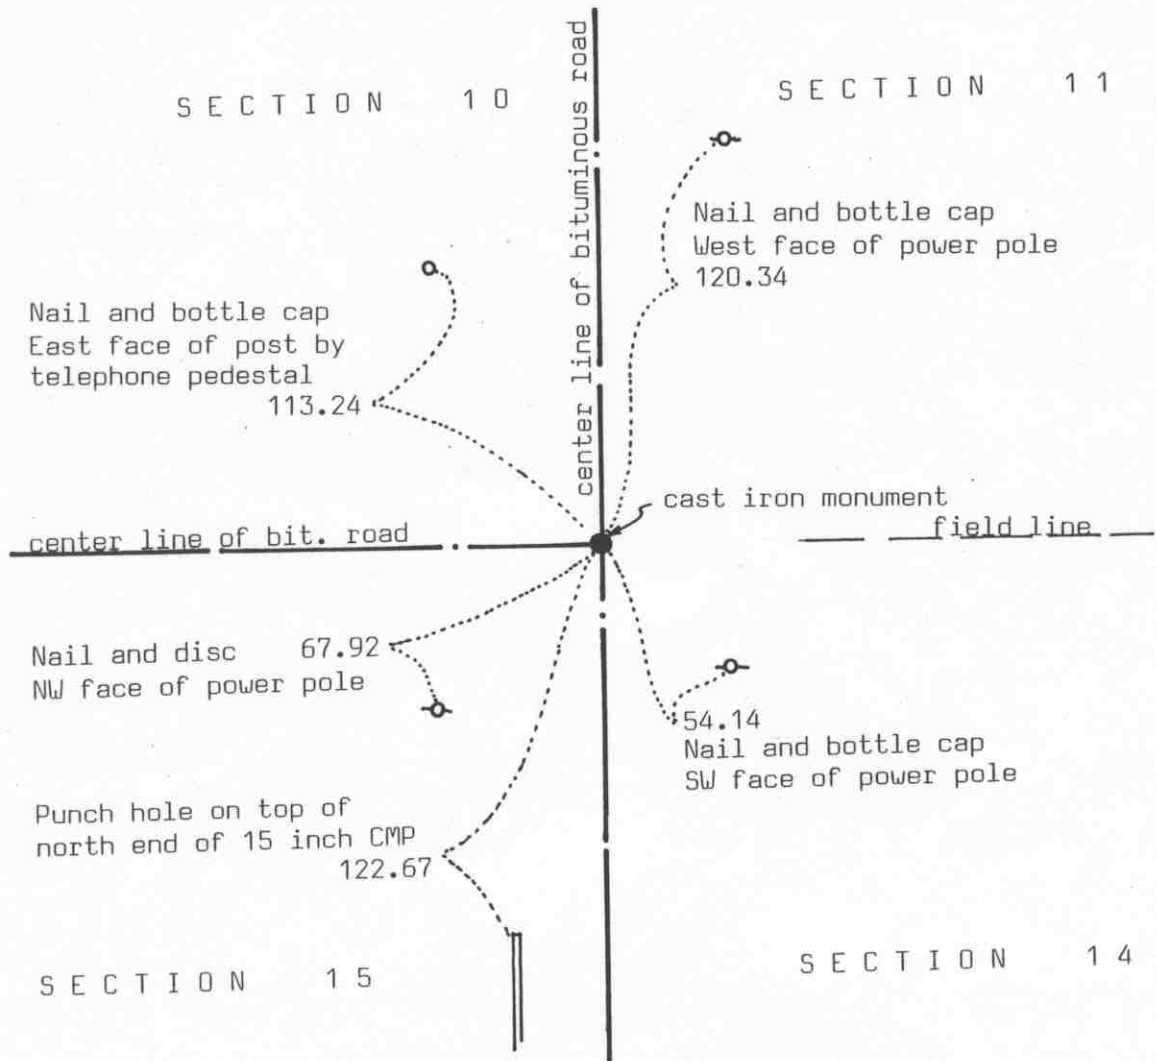 SECTION 10
SECTION 11
center line of bituminous road
Nail and bottle cap
West face of power pole
120.34
Nail and bottle cap
East face of post by
telephone pedestal
113.24
cast iron monument
center line of bit. road
field line
Nail and disc 67.92
NW face of power pole
54.14
Nail and bottle cap
SW face of power pole
Punch hole on top of
north end of 15 inch CMP
122.67
SECTION 15
SECTION 14